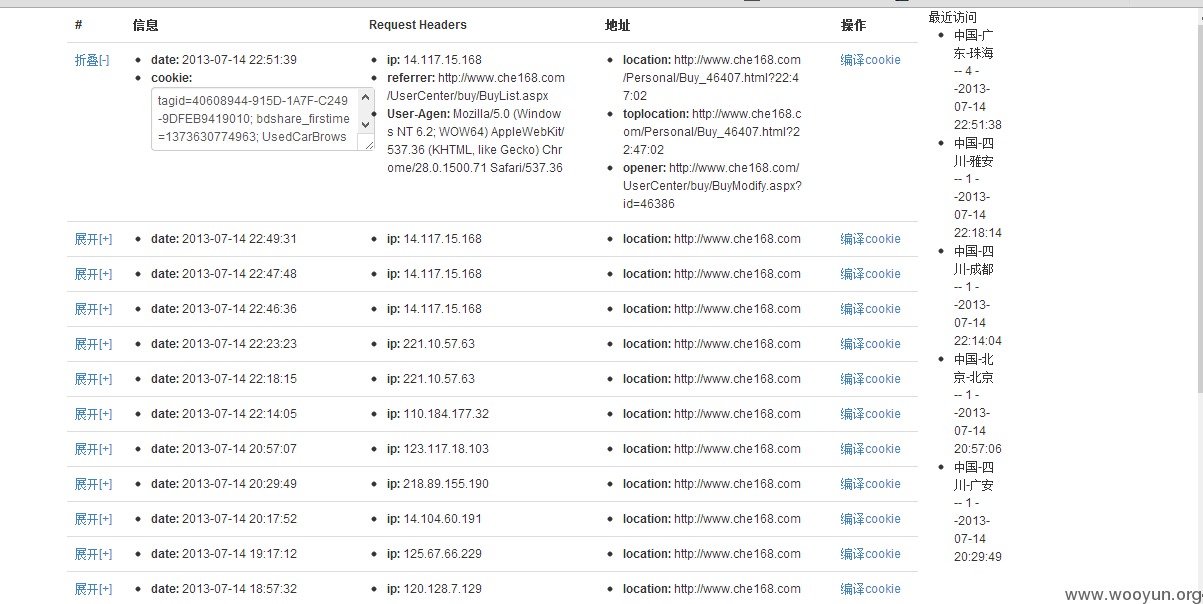 # 信息 Request Headers 地址 操作
折叠[-]
date: 2013-07-14 22:51:39
cookie:
tagid=40608944-915D-1A7F-C249
-9DFEB9419010; bdshare_firstime
=1373630774963; UsedCarBrows
ip: 14.117.15.168
referrer: http://www.che168.com
/UserCenter/buy/BuyList.aspx
User-Agen: Mozilla/5.0 (Window
s NT 6.2; WOW64) AppleWebKit/
537.36 (KHTML, like Gecko) Chr
ome/28.0.1500.71 Safari/537.36
location: http://www.che168.com
/Personal/Buy_46407.html?22:4
7:02
toplocation: http://www.che168.c
om/Personal/Buy_46407.html?2
2:47:02
opener: http://www.che168.com/
UserCenter/buy/BuyModify.aspx?
id=46386
编译cookie
展开[+] date: 2013-07-14 22:49:31 ip: 14.117.15.168 location: http://www.che168.com 编译cookie
展开[+] date: 2013-07-14 22:47:48 ip: 14.117.15.168 location: http://www.che168.com 编译cookie
展开[+] date: 2013-07-14 22:46:36 ip: 14.117.15.168 location: http://www.che168.com 编译cookie
展开[+] date: 2013-07-14 22:23:23 ip: 221.10.57.63 location: http://www.che168.com 编译cookie
展开[+] date: 2013-07-14 22:18:15 ip: 221.10.57.63 location: http://www.che168.com 编译cookie
展开[+] date: 2013-07-14 22:14:05 ip: 110.184.177.32 location: http://www.che168.com 编译cookie
展开[+] date: 2013-07-14 20:57:07 ip: 123.117.18.103 location: http://www.che168.com 编译cookie
展开[+] date: 2013-07-14 20:29:49 ip: 218.89.155.190 location: http://www.che168.com 编译cookie
展开[+] date: 2013-07-14 20:17:52 ip: 14.104.60.191 location: http://www.che168.com 编译cookie
展开[+] date: 2013-07-14 19:17:12 ip: 125.67.66.229 location: http://www.che168.com 编译cookie
展开[+] date: 2013-07-14 18:57:32 ip: 120.128.7.129 location: http://www.che168.com 编译cookie
最近访问
中国-广
东-珠海
-- 4 -
-2013-
07-14
22:51:38
中国-四
川-雅安
-- 1 -
-2013-
07-14
22:18:14
中国-四
川-成都
-- 1 -
-2013-
07-14
22:14:04
中国-北
京-北京
-- 1 -
-2013-
07-14
20:57:06
中国-四
川-广安
-- 1 -
-2013-
07-14
20:29:49
www.wooyun.org